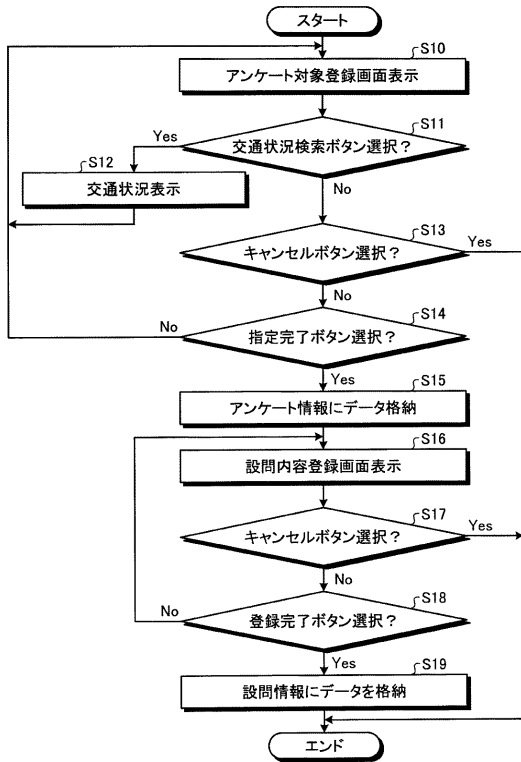 スタート
S10
アンケート対象登録画面表示
S11
交通状況検索ボタン選択？
Yes
No
S12
交通状況表示
S13
キャンセルボタン選択？
Yes
No
S14
指定完了ボタン選択？
No
Yes
S15
アンケート情報にデータ格納
S16
設問内容登録画面表示
S17
キャンセルボタン選択？
Yes
No
S18
登録完了ボタン選択？
No
Yes
S19
設問情報にデータを格納
エンド